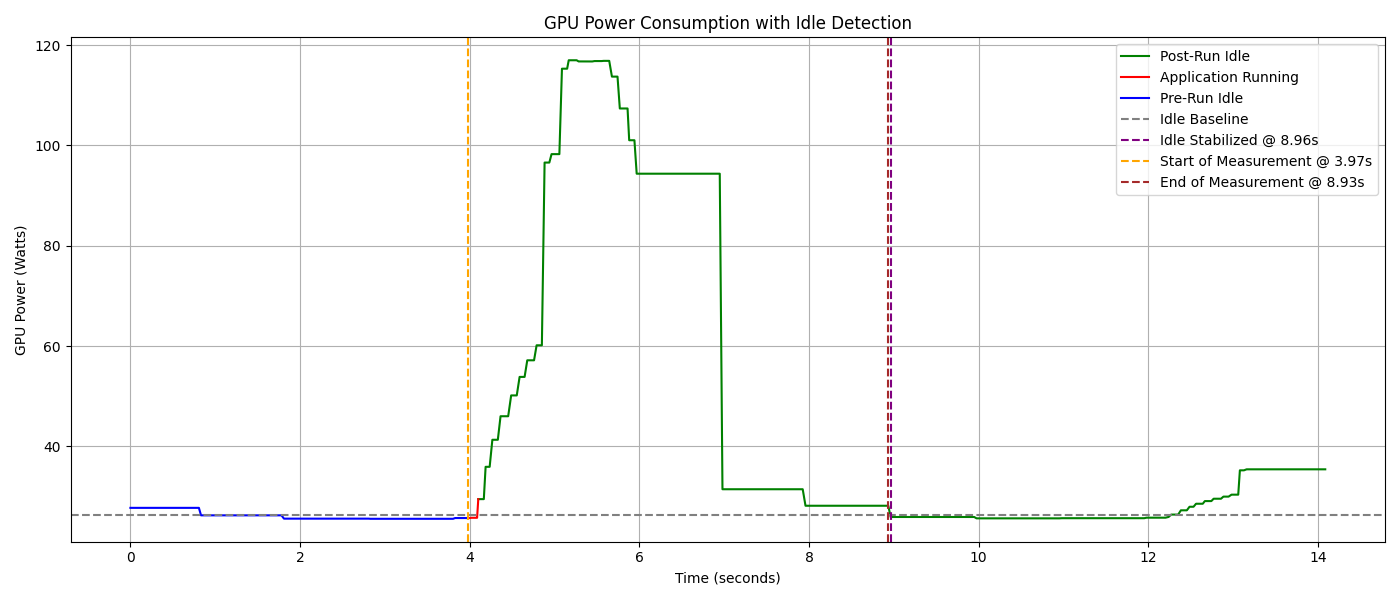 GPU Power Consumption with Idle Detection
GPU Power (Watts)
120
100
80
60
40
Post-Run Idle
Application Running
Pre-Run Idle
Idle Baseline
Idle Stabilized @ 8.96s
Start of Measurement @ 3.97s
End of Measurement @ 8.93s
0
2
4
6
8
10
12
14
Time (seconds)